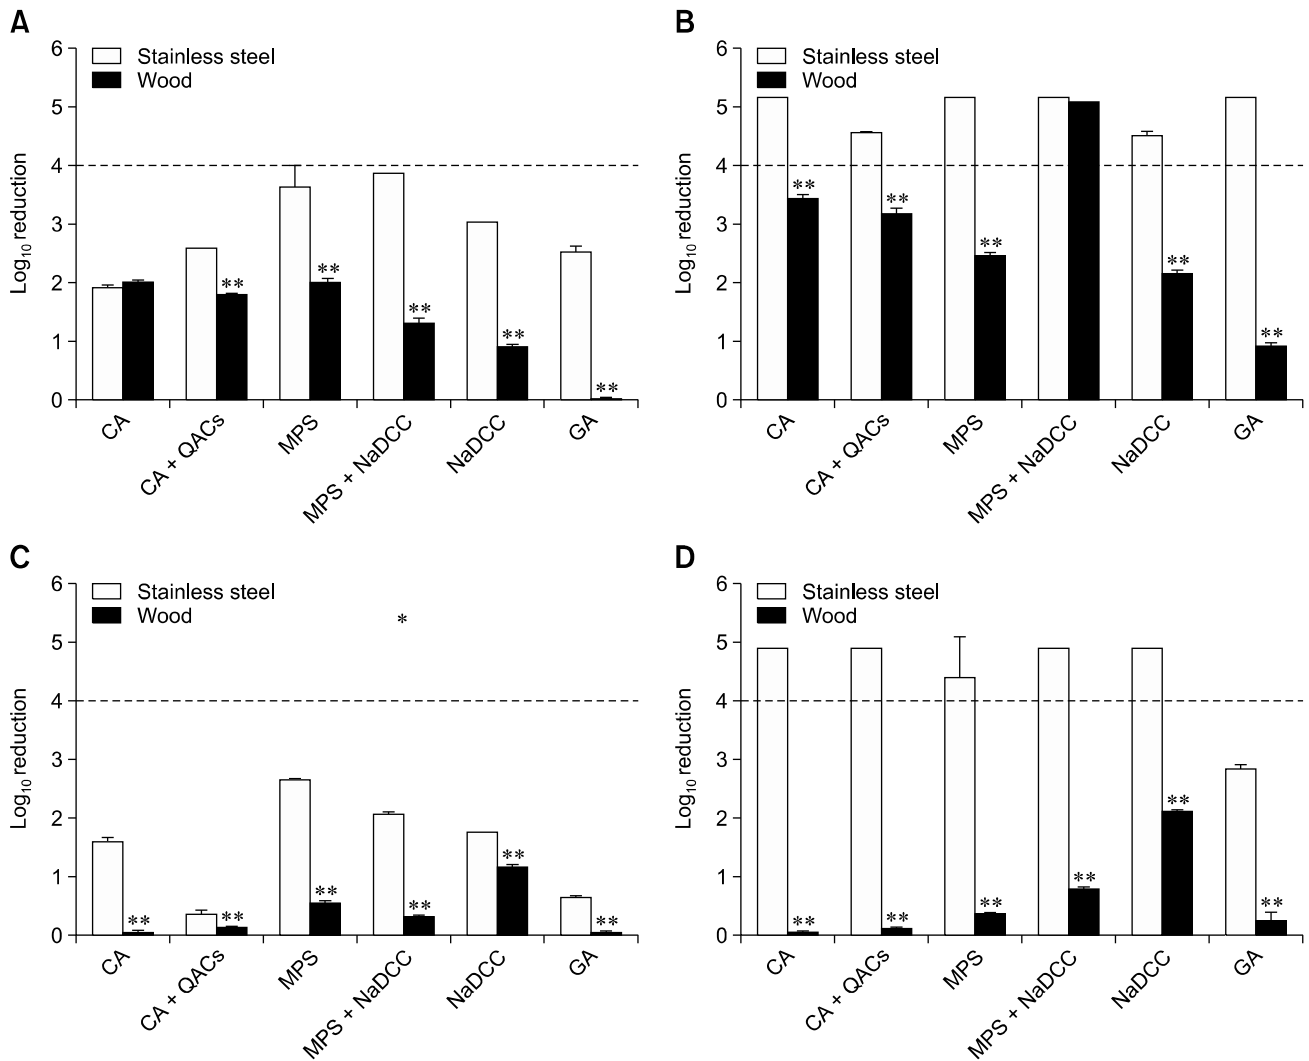 A
6
5
4
3
2
1
0
Log10 reduction
Stainless steel
Wood
**
**
**
**
**
CA
CA + QACs
MPS
MPS + NaDCC
NaDCC
GA
B
6
5
4
3
2
1
0
Log10 reduction
Stainless steel
Wood
**
**
**
**
**
CA
CA + QACs
MPS
MPS + NaDCC
NaDCC
GA
C
6
5
4
3
2
1
0
Log10 reduction
Stainless steel
Wood
*
**
**
**
**
**
**
CA
CA + QACs
MPS
MPS + NaDCC
NaDCC
GA
D
6
5
4
3
2
1
0
Log10 reduction
Stainless steel
Wood
**
**
**
**
**
**
CA
CA + QACs
MPS
MPS + NaDCC
NaDCC
GA